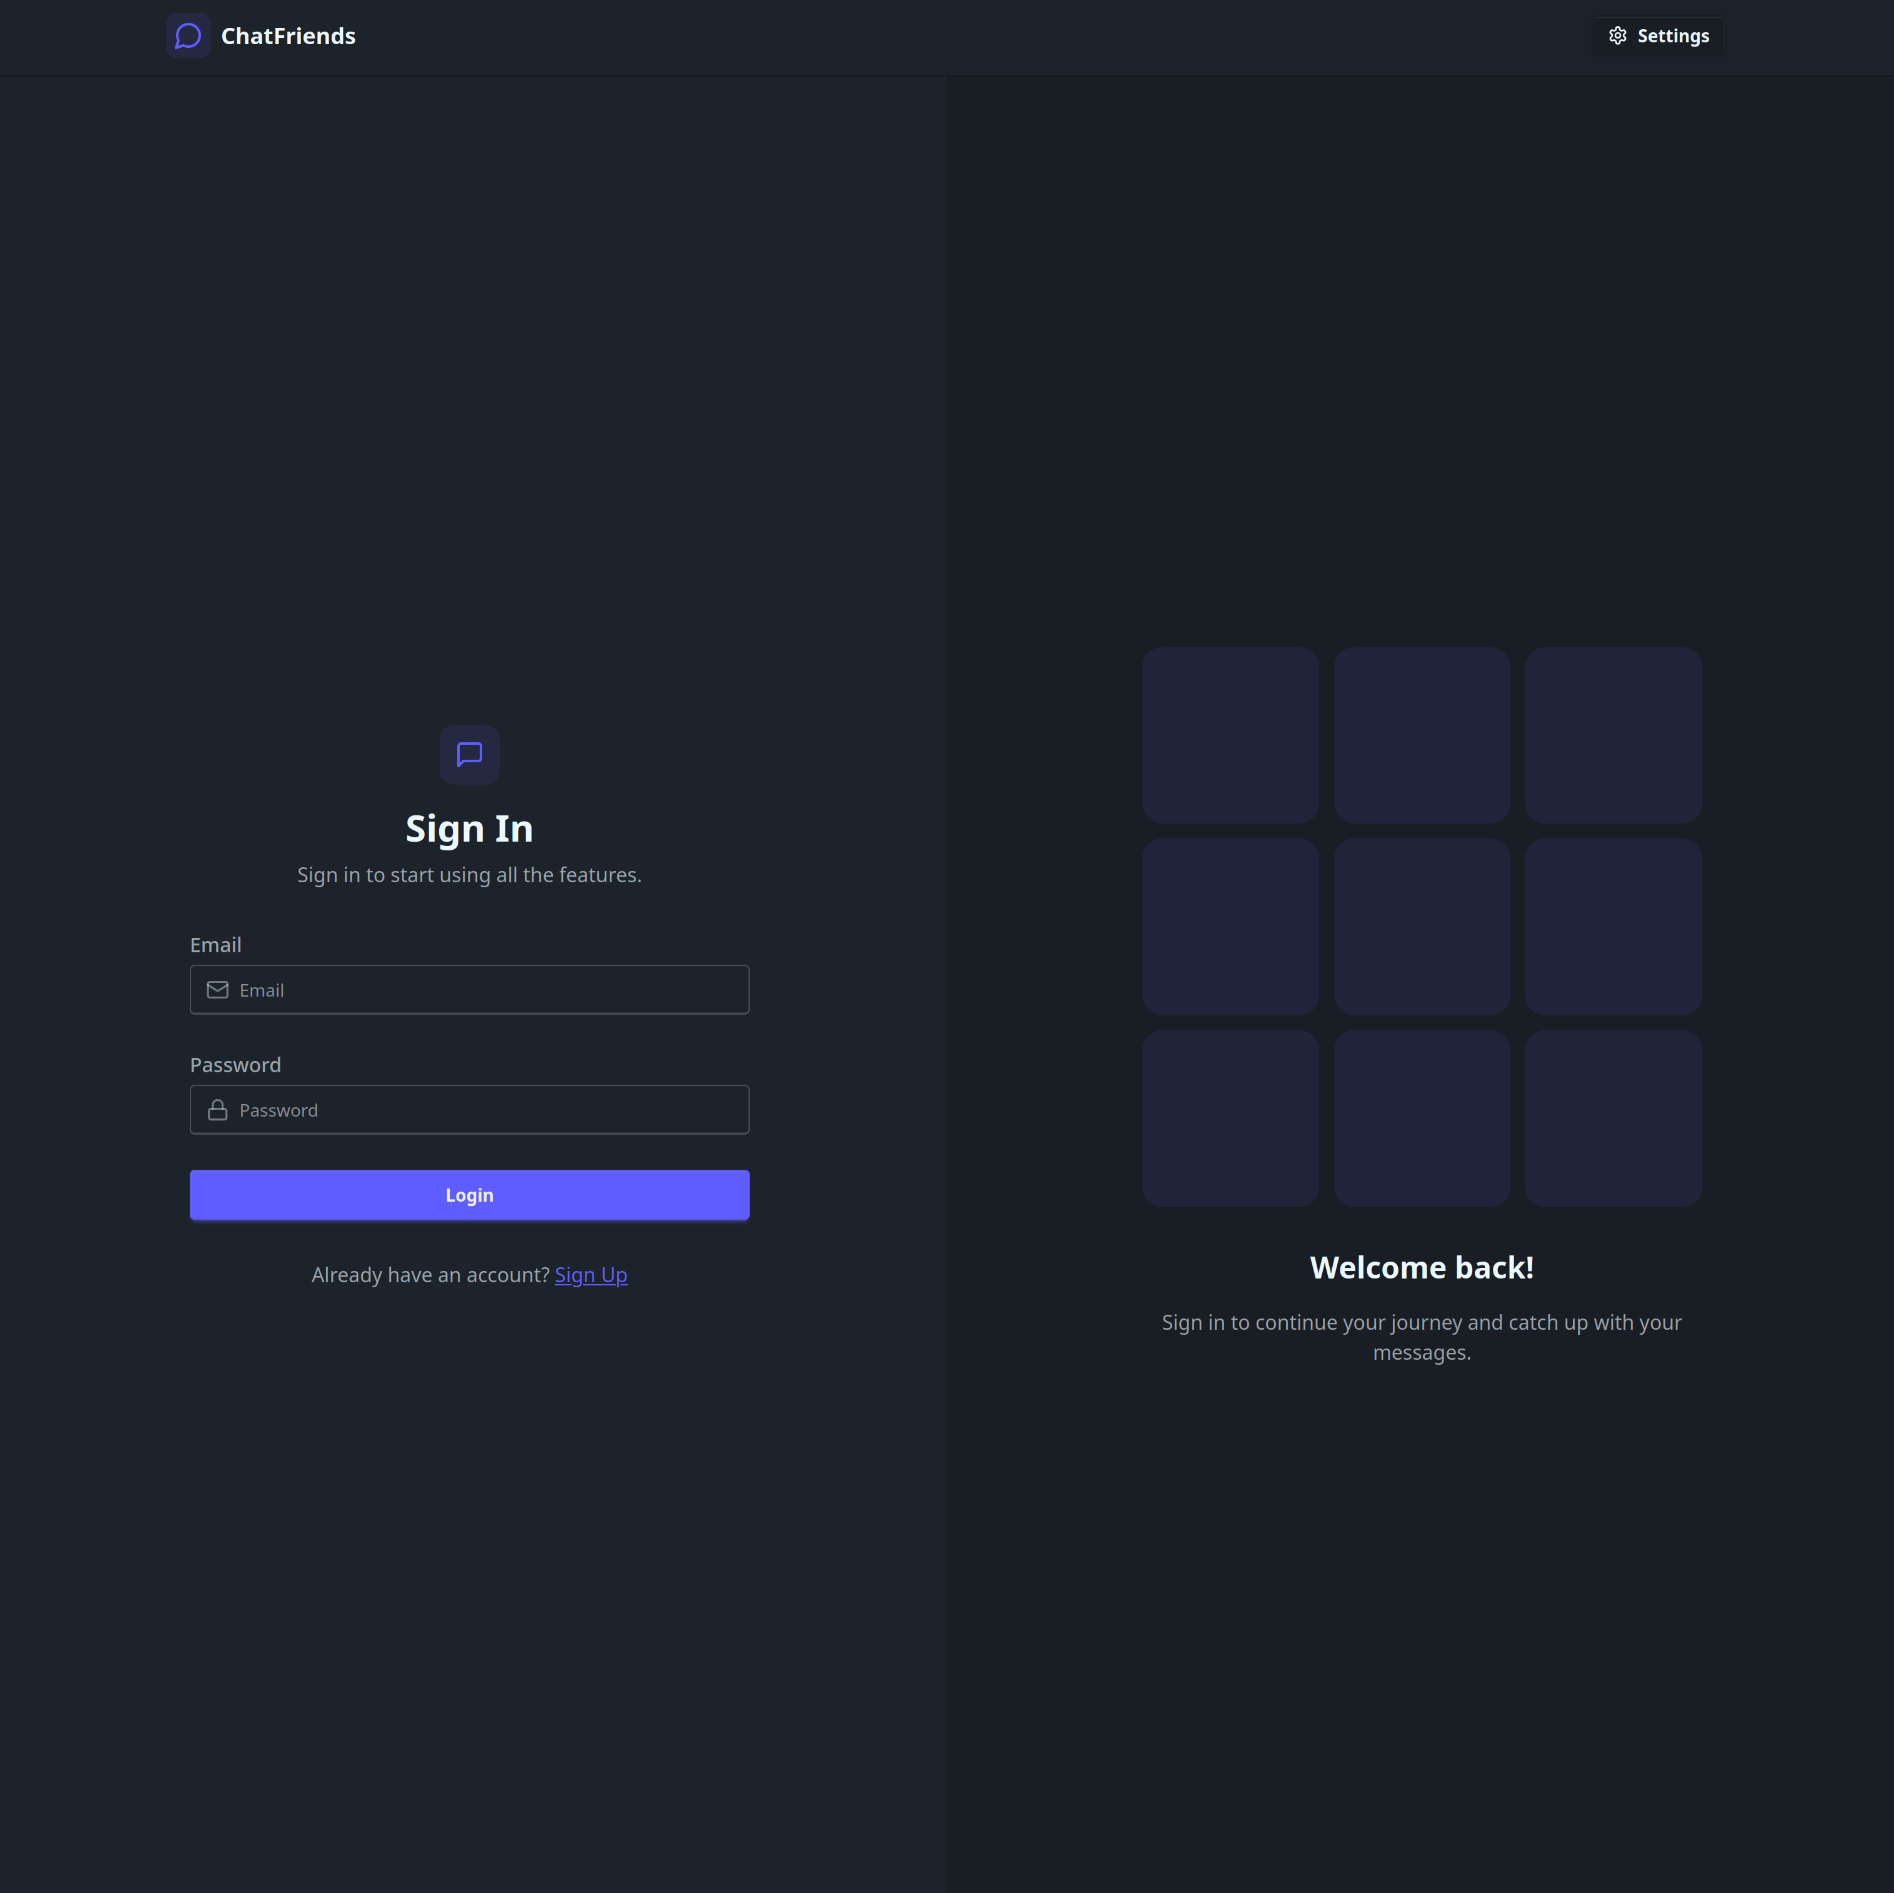 ChatFriends
Settings
Sign In
Sign in to start using all the features.
Email
Email
Password
Password
Login
Already have an account? Sign Up
Welcome back!
Sign in to continue your journey and catch up with your
messages.